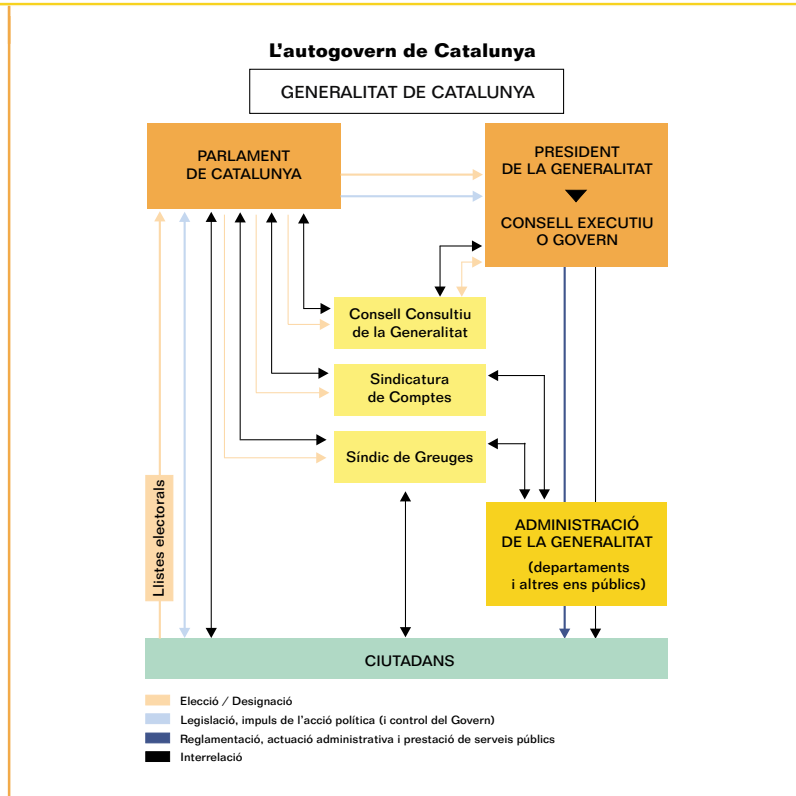 L'autogovern de Catalunya
GENERALITAT DE CATALUNYA
PARLAMENT
DE CATALUNYA
PRESIDENT
DE LA GENERALITAT
CONSELL EXECUTIU
O GOVERN
Consell Consultiu
de la Generalitat
Sindicatura
de Comptes
Síndic de Greuges
Llistes electorals
ADMINISTRACIÓ
DE LA GENERALITAT
(departaments
i altres ens públics)
CIUTADANS
Elecció / Designació
Legislació, impuls de l'acció política (i control del Govern)
Reglamentació, actuació administrativa i prestació de serveis públics
Interrelació